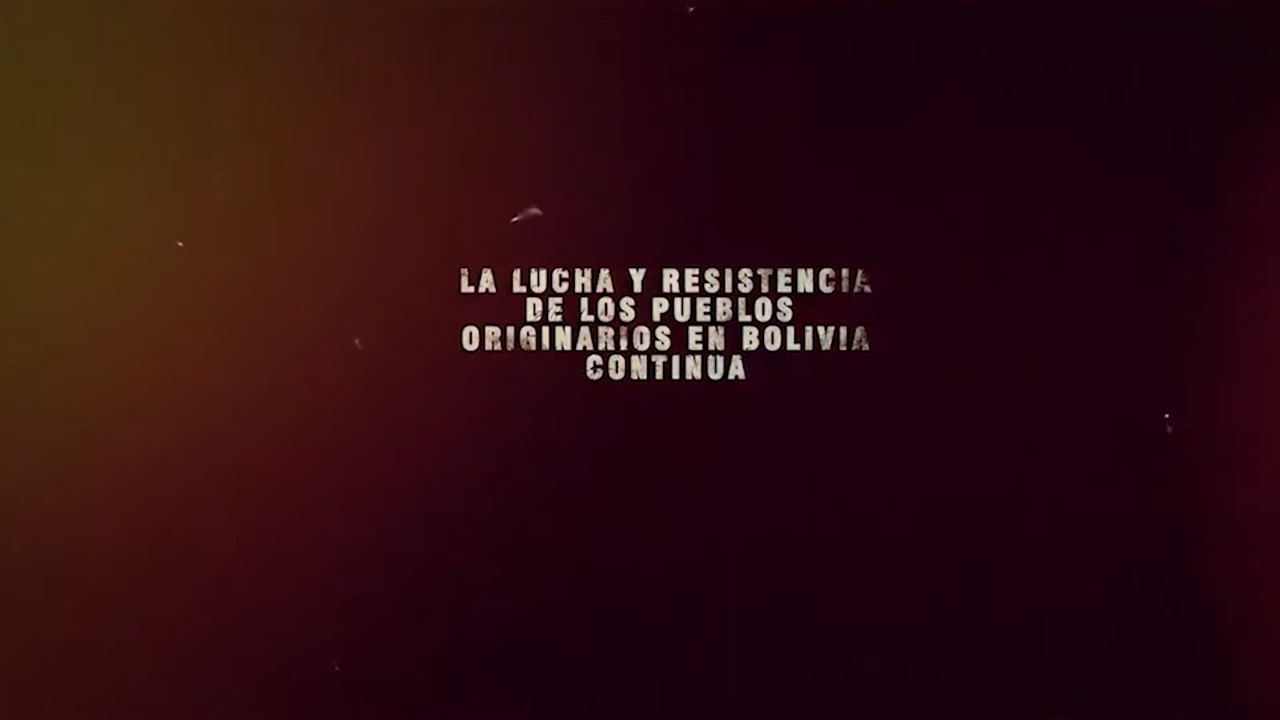 LA LUCHA Y RESISTENCIA
DE LOS PUEBLOS
ORIGINARIOS EN BOLIVIA
CONTINUA